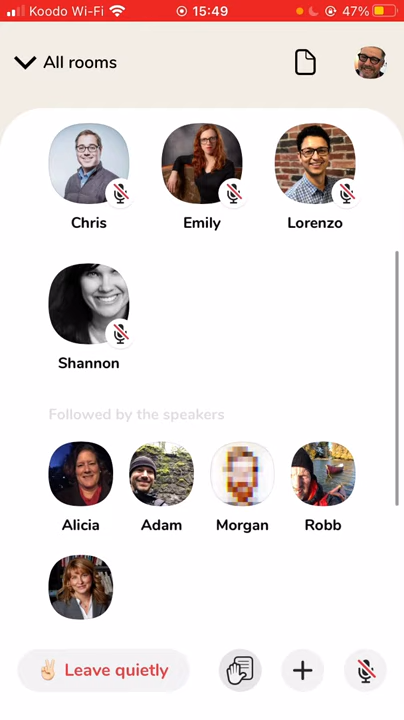 Koodo Wi-Fi 15:49 47%
All rooms
Chris Emily Lorenzo
Shannon
Followed by the speakers
Alicia Adam Morgan Robb
Leave quietly